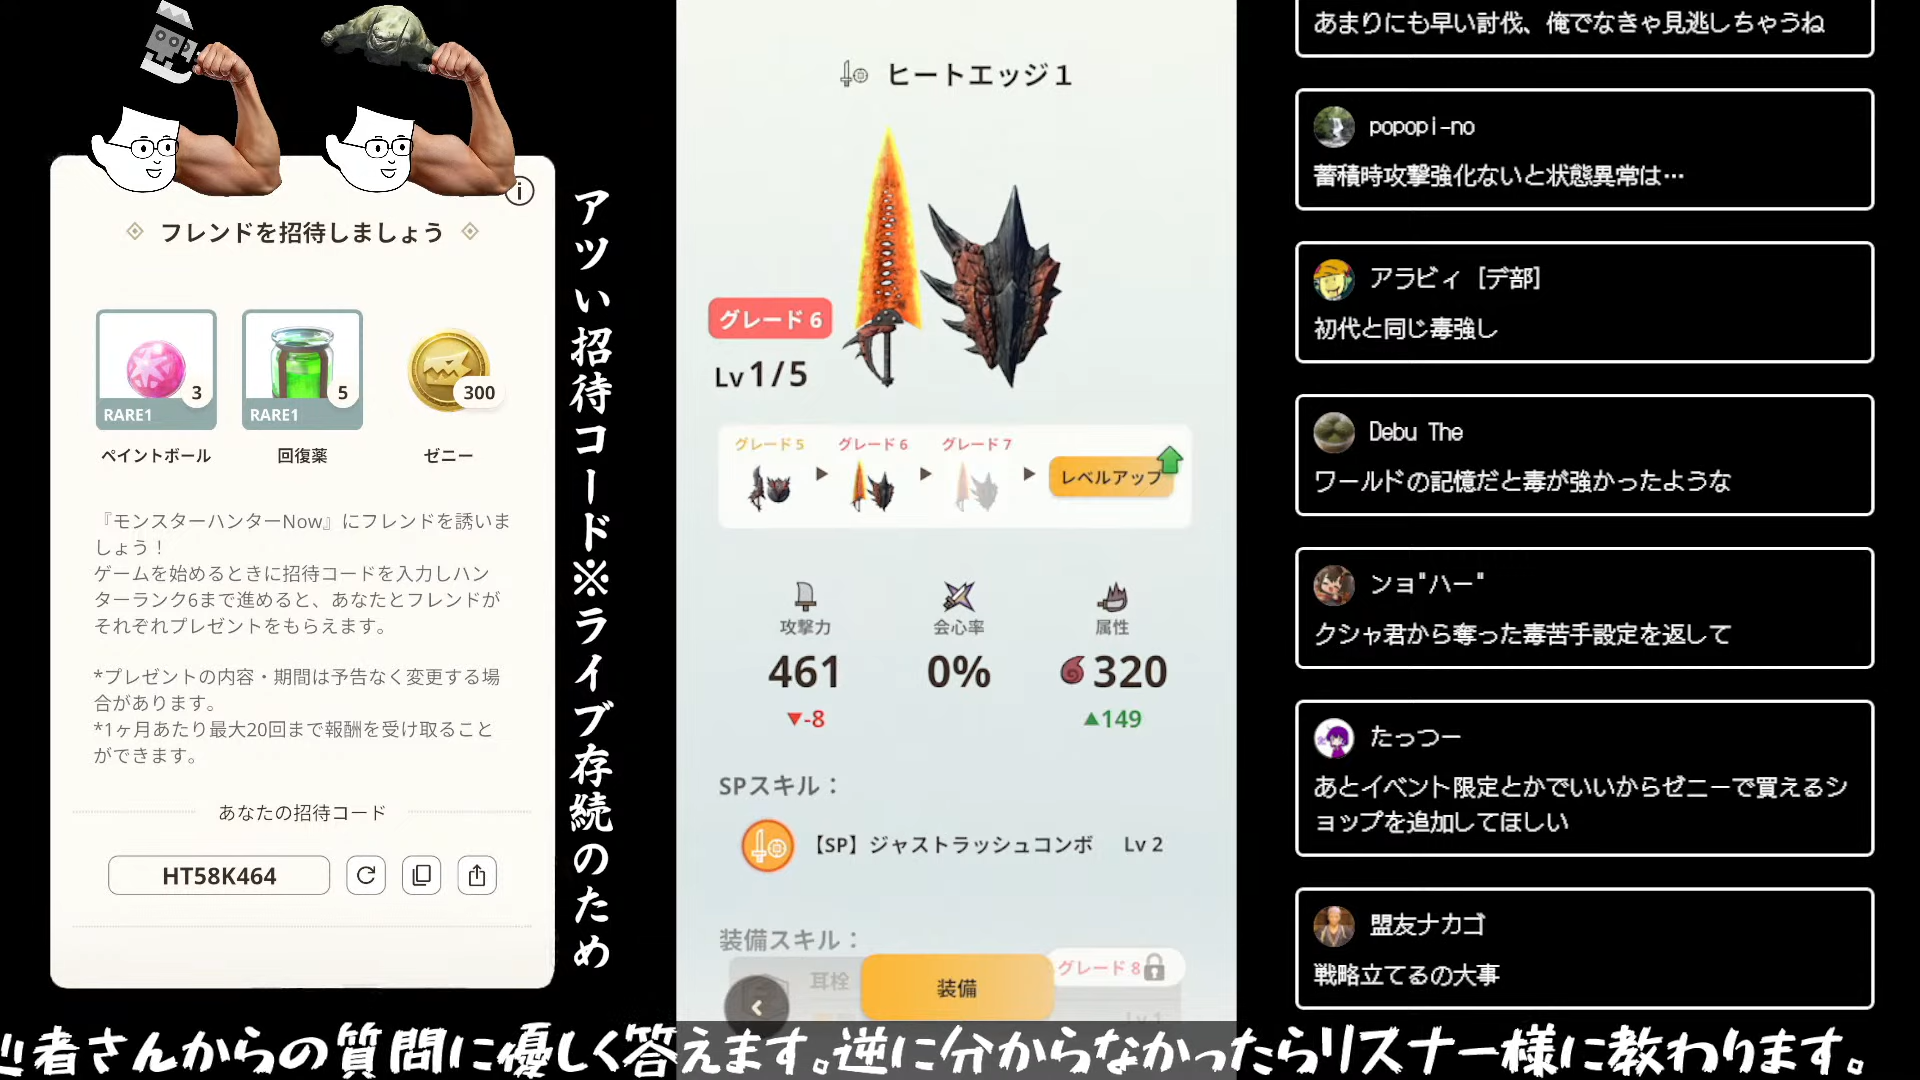 フレンドを招待しましょう
3
RARE1
ペイントボール
5
RARE1
回復薬
300
ゼニー
『モンスターハンターNow』にフレンドを誘いま
しょう！
ゲームを始めるときに招待コードを入力しハン
ターランク6まで進めると、あなたとフレンドが
それぞれプレゼントをもらえます。
*プレゼントの内容・期間は予告なく変更する場
合があります。
*1ヶ月あたり最大20回まで報酬を受け取ること
ができます。
あなたの招待コード
HT58K464
アツい招待コード※ライブ存続のため
ヒートエッジ1
グレード 6
Lv 1/5
グレード 5
グレード 6
グレード 7
レベルアップ
攻撃力
461
▼-8
会心率
0%
属性
320
▲149
SPスキル：
【SP】ジャストラッシュコンボ Lv 2
装備スキル：
耳栓
グレード 8
Lv 1
装備
あまりにも早い討伐、俺でなきゃ見逃しちゃうね
popopi-no
蓄積時攻撃強化ないと状態異常は…
アラビィ [デ部]
初代と同じ毒強し
Debu The
ワールドの記憶だと毒が強かったような
ンョ"ハー"
クシャ君から奪った毒苦手設定を返して
たっつー
あとイベント限定とかでいいからゼニーで買えるシ
ョップを追加してほしい
盟友ナカゴ
戦略立てるの大事
者さんからの質問に優しく答えます。逆に分からなかったらリスナー様に教わります。